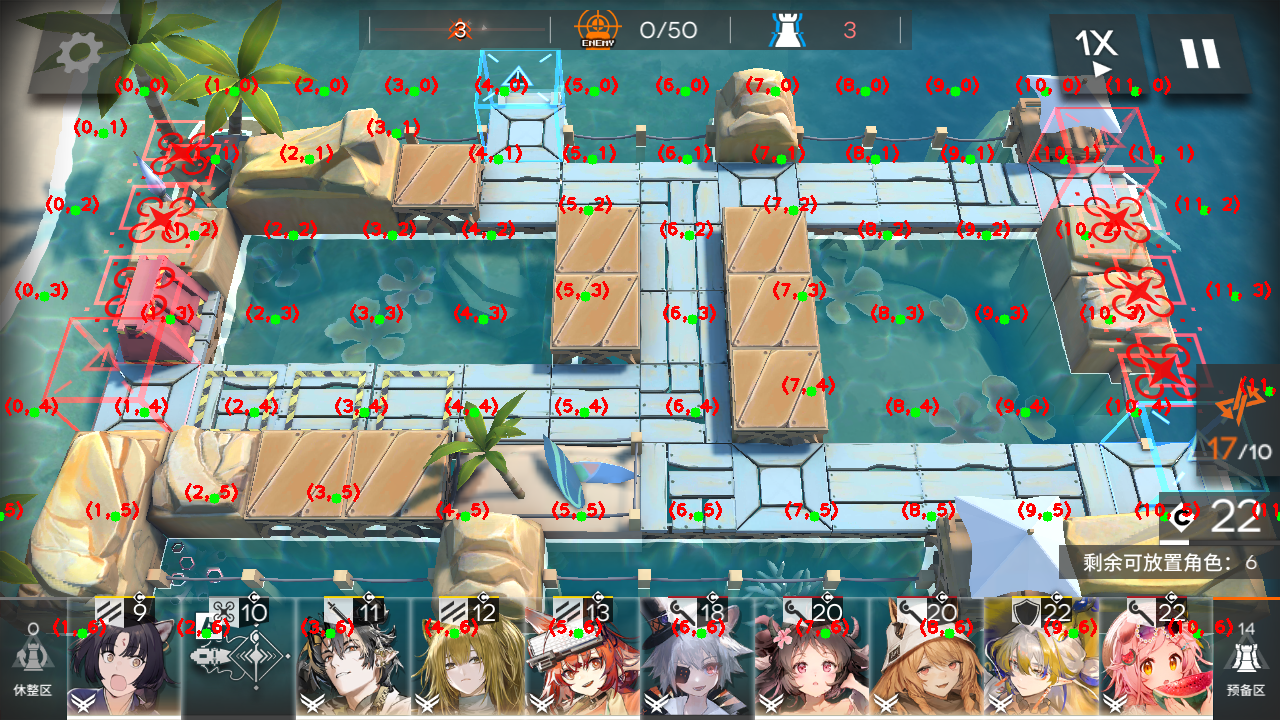 3
ENEMY
0/50
3
1X
(0, 0) (1, 0) (2, 0) (3, 0) (4, 0) (5, 0) (6, 0) (7, 0) (8, 0) (9, 0) (10, 0) (11, 0)
(0, 1) (3, 1)
(2, 1) (4, 1) (5, 1) (6, 1) (7, 1) (8, 1) (9, 1) (10, 1) (11, 1)
(0, 2) (5, 2) (7, 2) (11, 2)
(1, 2) (2, 2) (3, 2) (4, 2) (6, 2) (8, 2) (9, 2) (10, 2)
(0, 3) (5, 3) (7, 3) (11, 3)
(1, 3) (2, 3) (3, 3) (4, 3) (6, 3) (8, 3) (9, 3) (10, 3)
(7, 4)
(0, 4) (1, 4) (2, 4) (3, 4) (4, 4) (5, 4) (6, 4) (8, 4) (9, 4) (10, 4)
17/10
(2, 5) (3, 5)
5) (1, 5) (4, 5) (5, 5) (6, 5) (7, 5) (8, 5) (9, 5) (10, 5)
C 22
剩余可放置角色：6
9 10 11 12 13 18 20 20 22 22
0
休整区
(1, 6) (2, 6) (3, 6) (4, 6) (5, 6) (6, 6) (7, 6) (8, 6) (9, 6) (10, 6)
14
预备区